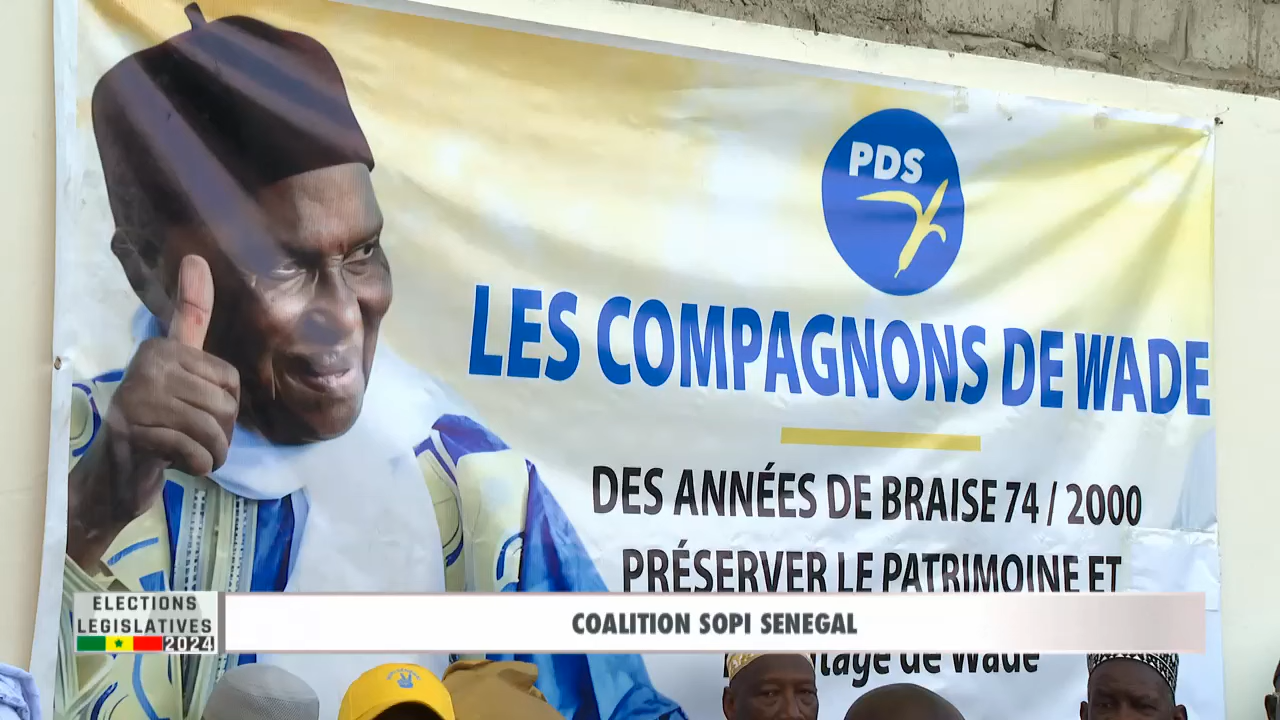 PDS
LES COMPAGNONS DE WADE
DES ANNÉES DE BRAISE 74 / 2000
PRÉSERVER LE PATRIMOINE ET
de Wade
ELECTIONS
LEGISLATIVES
2024
COALITION SOPI SENEGAL